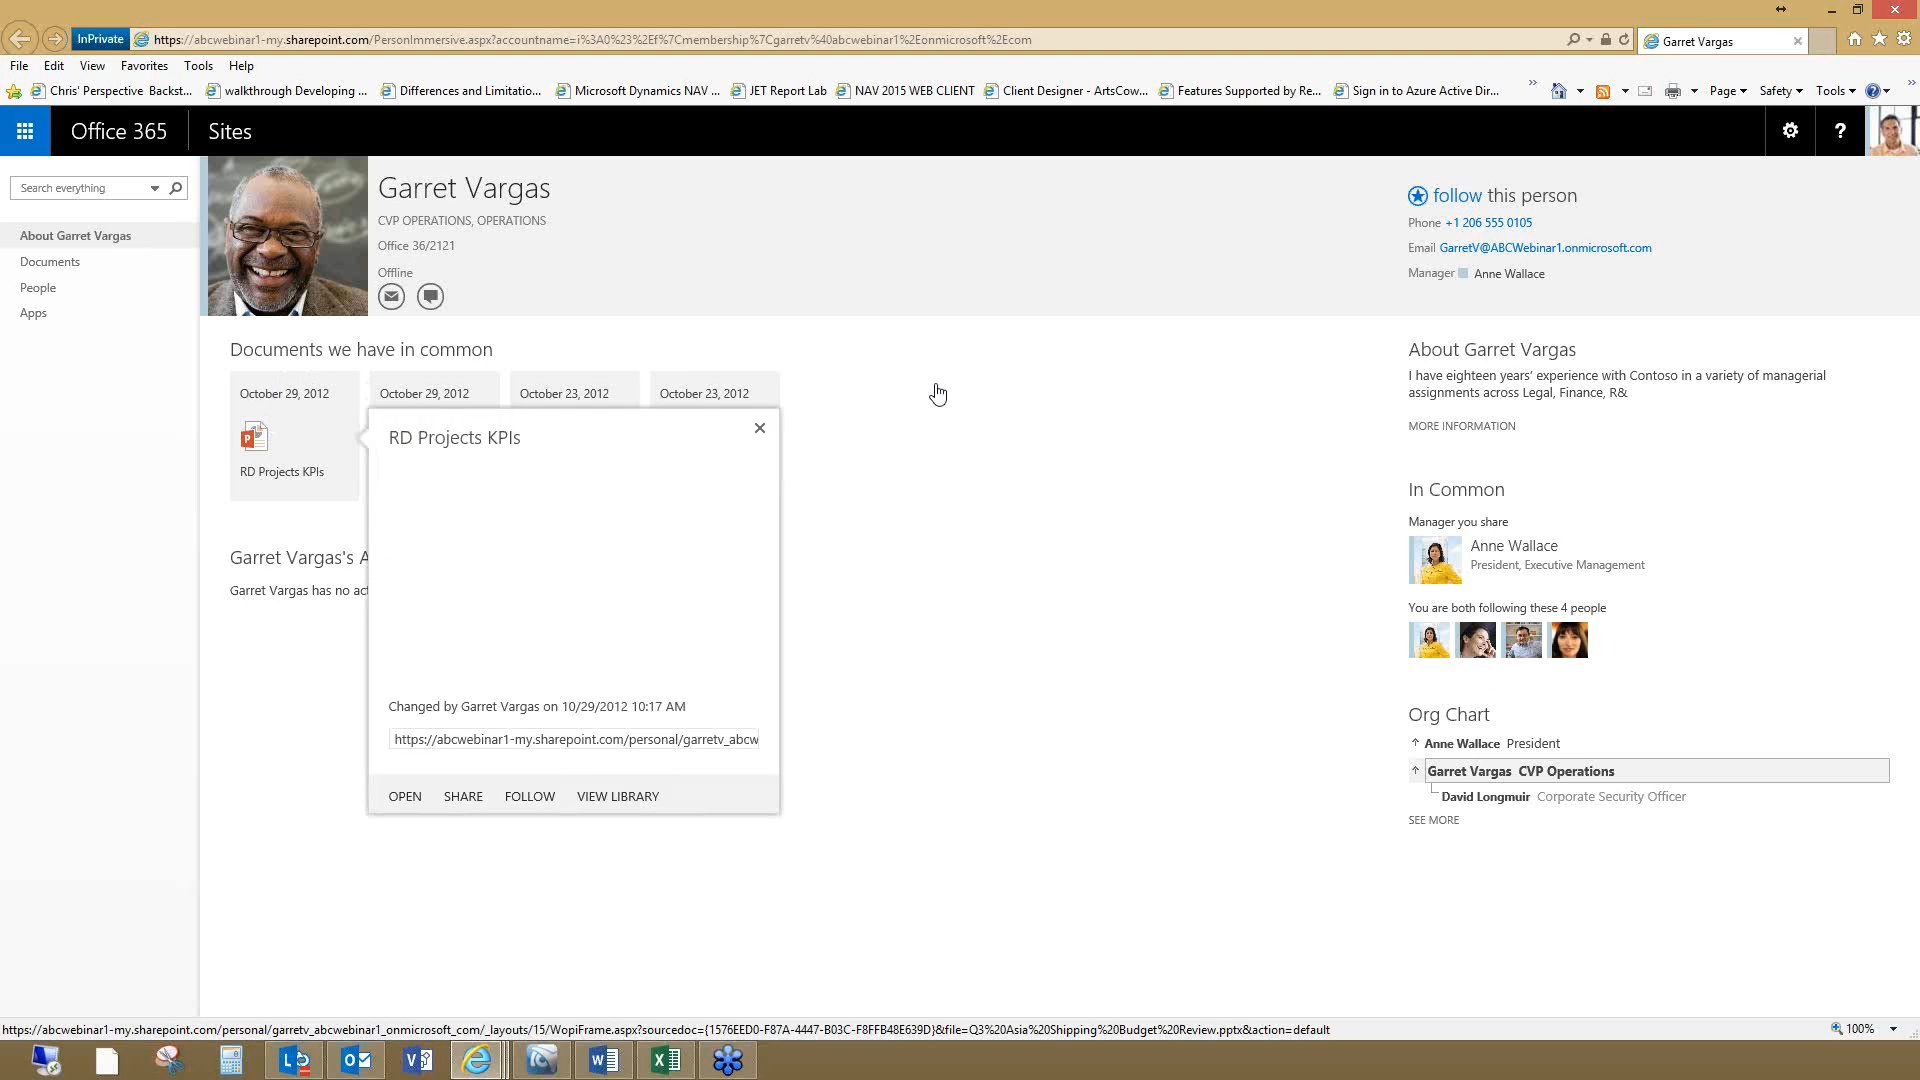 InPrivate
https://abcwebinar1-my.sharepoint.com/PersonImmersive.aspx?accountname=i%3A0%23%2Ef%7Cmembership%7Cgarretv%40abcwebinar1%2Eonmicrosoft%2Ecom
Garret Vargas
File Edit View Favorites Tools Help
Chris' Perspective Backst... walkthrough Developing ... Differences and Limitatio... Microsoft Dynamics NAV ... JET Report Lab NAV 2015 WEB CLIENT Client Designer - ArtsCow... Features Supported by Re... Sign in to Azure Active Dir... Page Safety Tools
Office 365 Sites
Search everything
About Garret Vargas
Documents
People
Apps
Garret Vargas
CVP OPERATIONS, OPERATIONS
Office 36/2121
Offline
follow this person
Phone +1 206 555 0105
Email GarretV@ABCWebinar1.onmicrosoft.com
Manager Anne Wallace
Documents we have in common
October 29, 2012 October 29, 2012 October 23, 2012 October 23, 2012
RD Projects KPIs
RD Projects KPIs
Changed by Garret Vargas on 10/29/2012 10:17 AM
https://abcwebinar1-my.sharepoint.com/personal/garretv_abcw
OPEN SHARE FOLLOW VIEW LIBRARY
Garret Vargas's A
Garret Vargas has no act
About Garret Vargas
I have eighteen years' experience with Contoso in a variety of managerial
assignments across Legal, Finance, R&
MORE INFORMATION
In Common
Manager you share
Anne Wallace
President, Executive Management
You are both following these 4 people
Org Chart
Anne Wallace President
Garret Vargas CVP Operations
David Longmuir Corporate Security Officer
SEE MORE
https://abcwebinar1-my.sharepoint.com/personal/garretv_abcwebinar1_onmicrosoft_com/_layouts/15/WopiFrame.aspx?sourcedoc={1576EED0-F87A-4447-B03C-F8FFB48E639D}&file=Q3%20Asia%20Shipping%20Budget%20Review.pptx&action=default
100%